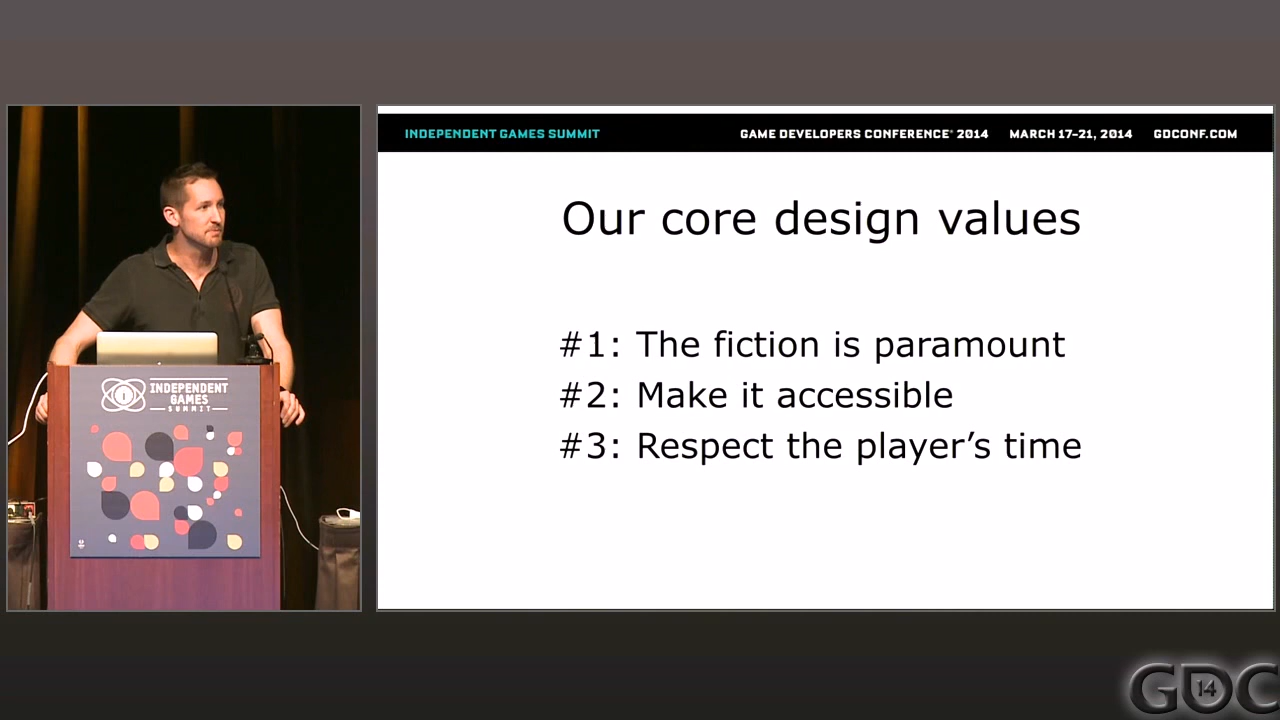 INDEPENDENT GAMES SUMMIT
GAME DEVELOPERS CONFERENCE® 2014 MARCH 17–21, 2014 GDCONF.COM
Our core design values
#1: The fiction is paramount
#2: Make it accessible
#3: Respect the player’s time
INDEPENDENT
GAMES
SUMMIT
GDC
14